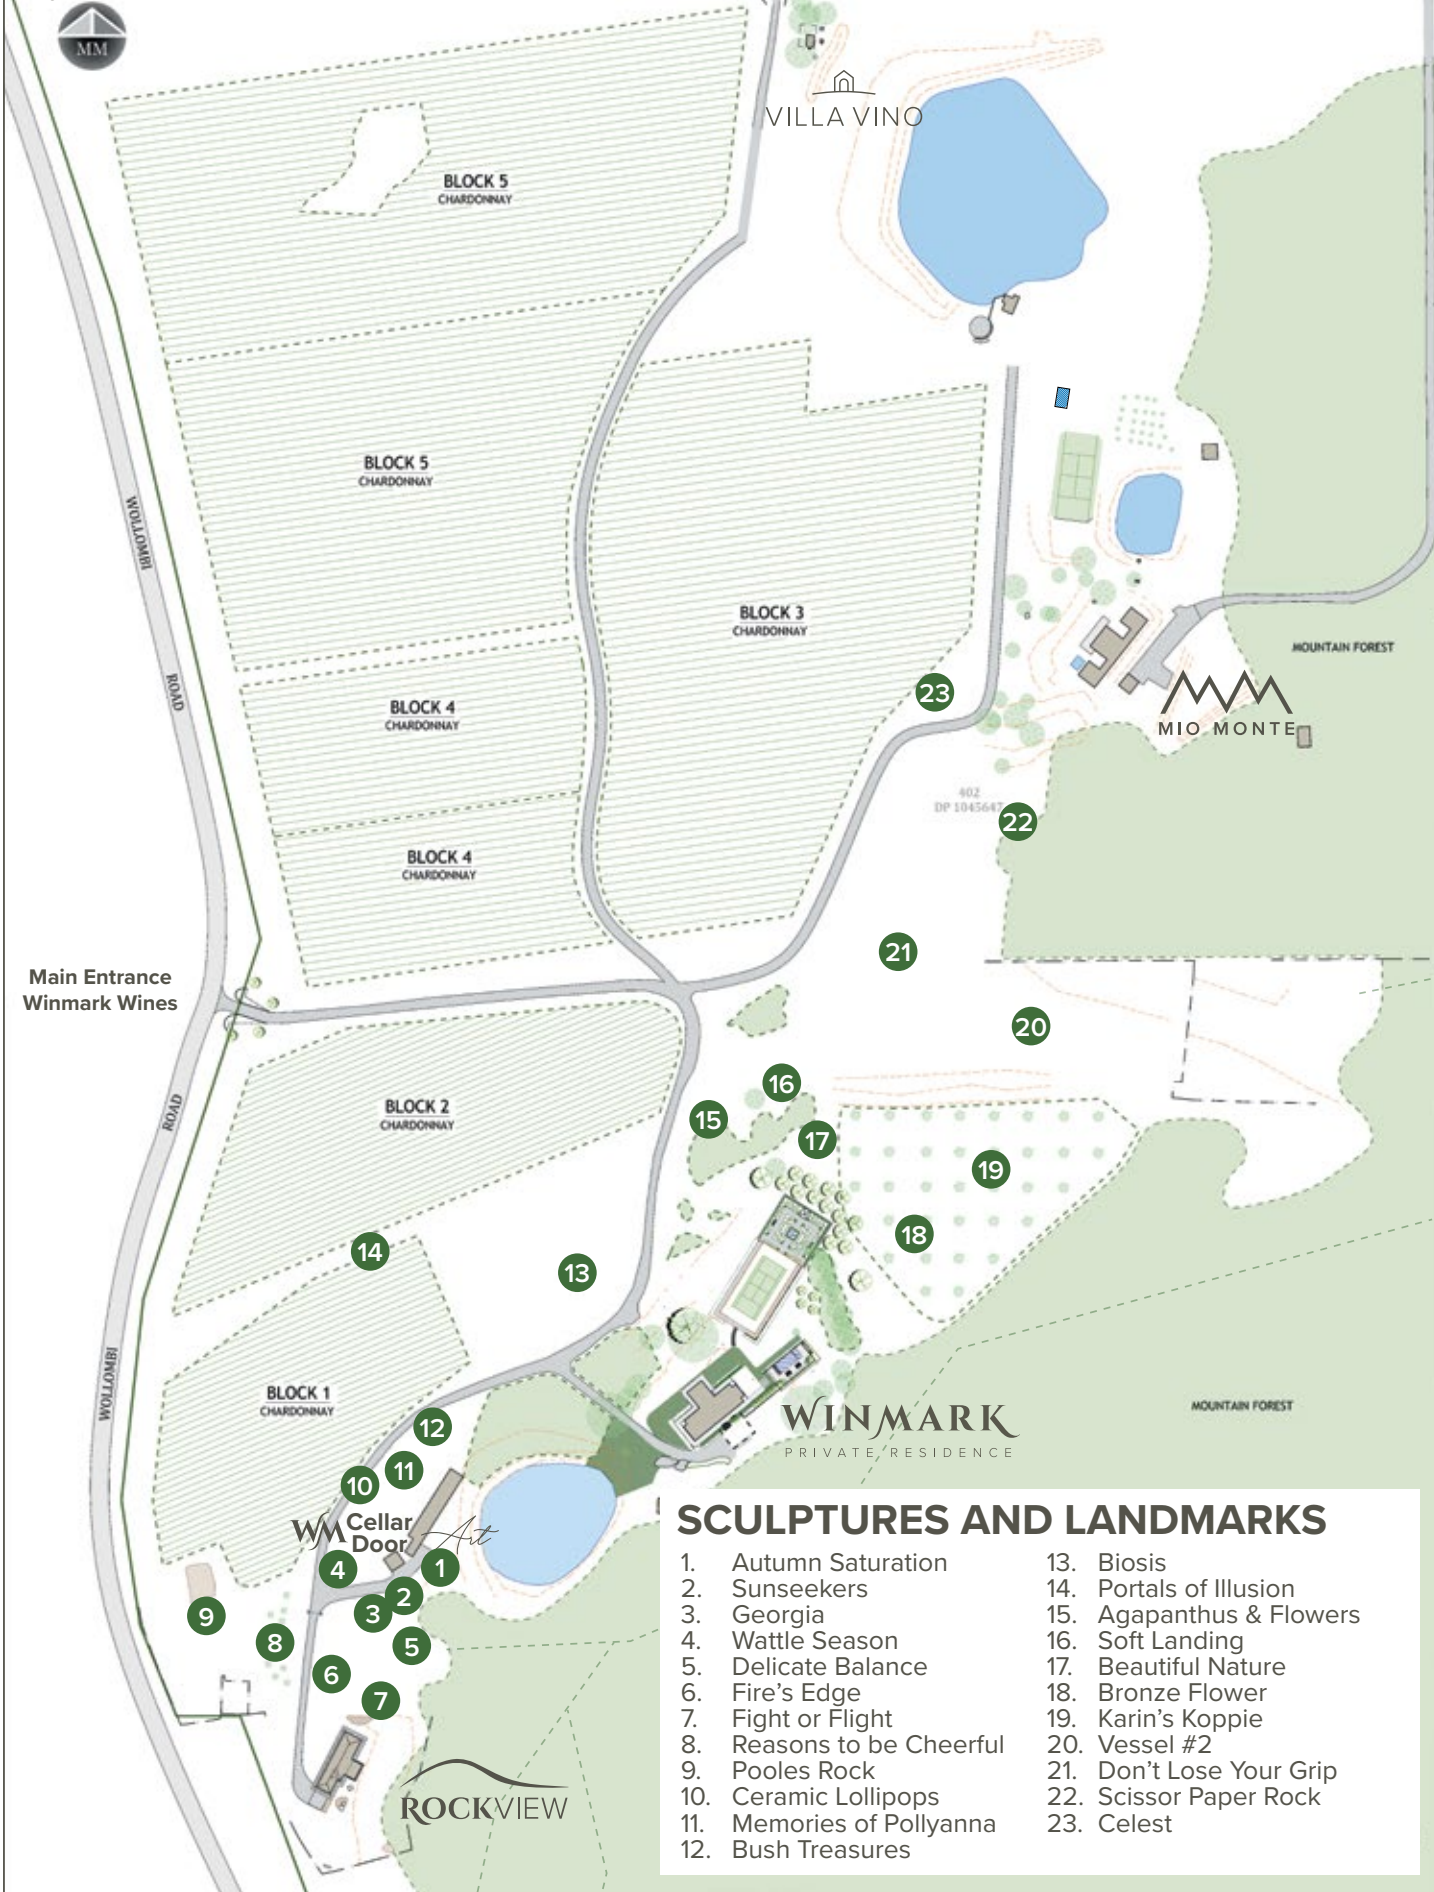 MM
VILLA VINO
BLOCK 5
CHARDONNAY
BLOCK 5
CHARDONNAY
WOLLOMBI
ROAD
BLOCK 3
CHARDONNAY
MOUNTAIN FOREST
BLOCK 4
CHARDONNAY
23
MIO MONTE
402
DP 1045647
22
BLOCK 4
CHARDONNAY
21
Main Entrance
Winmark Wines
20
16
15
17
BLOCK 2
CHARDONNAY
ROAD
19
18
14
13
WOLLOMBI
BLOCK 1
CHARDONNAY
MOUNTAIN FOREST
12
WINMARK
PRIVATE RESIDENCE
11
10
WM Cellar
Door
Art
4
1
2
3
9
8
5
6
7
ROCKVIEW
SCULPTURES AND LANDMARKS
1. Autumn Saturation
2. Sunseekers
3. Georgia
4. Wattle Season
5. Delicate Balance
6. Fire's Edge
7. Fight or Flight
8. Reasons to be Cheerful
9. Pooles Rock
10. Ceramic Lollipops
11. Memories of Pollyanna
12. Bush Treasures
13. Biosis
14. Portals of Illusion
15. Agapanthus & Flowers
16. Soft Landing
17. Beautiful Nature
18. Bronze Flower
19. Karin's Koppie
20. Vessel #2
21. Don't Lose Your Grip
22. Scissor Paper Rock
23. Celest